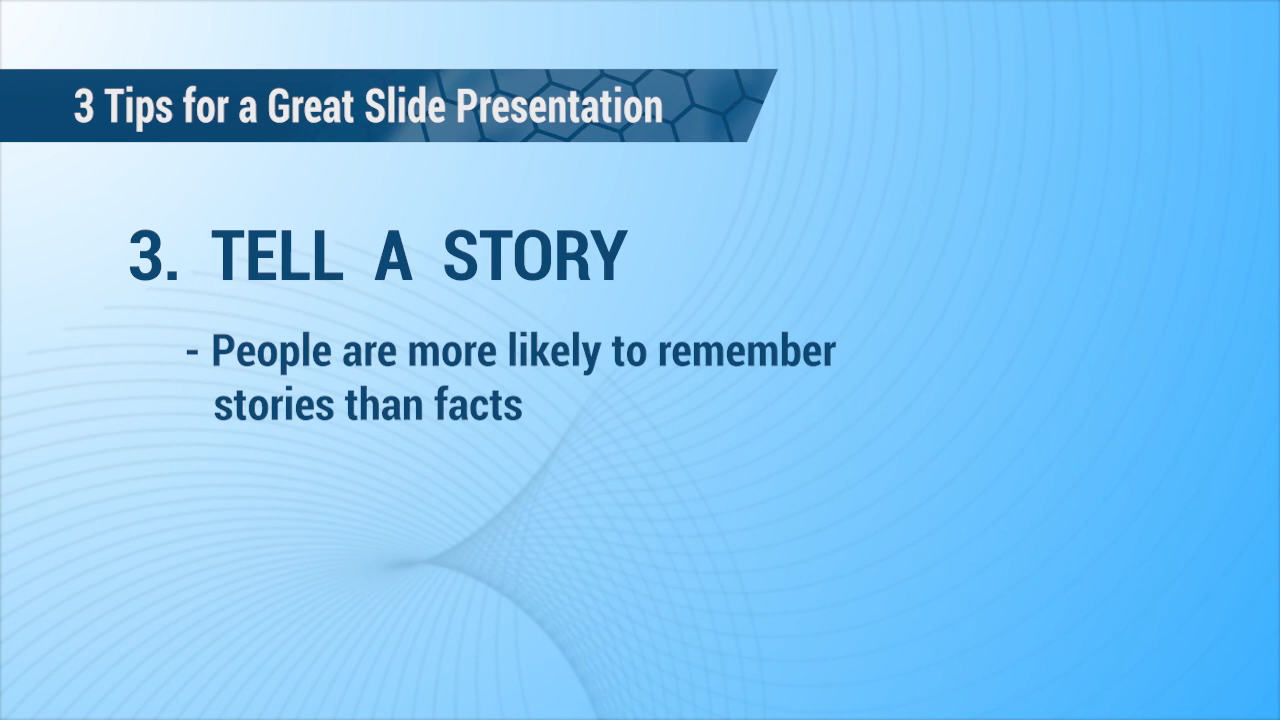 3 Tips for a Great Slide Presentation
3. TELL A STORY
- People are more likely to remember
stories than facts